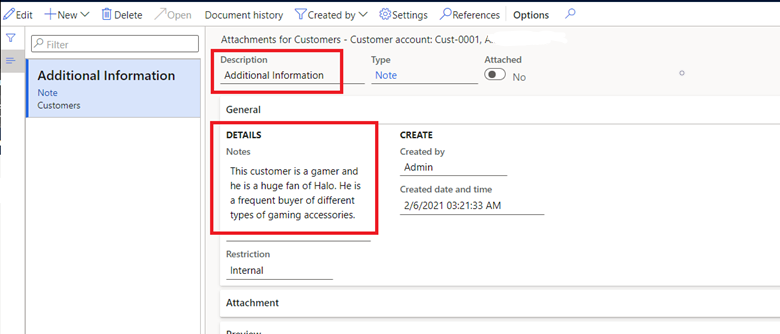 Edit New Delete Open Document history Created by Settings References Options
Filter
Attachments for Customers - Customer account: Cust-0001, A
Additional Information
Note
Customers
Description Type Attached
Additional Information Note No
General
DETAILS CREATE
Notes Created by
This customer is a gamer and Admin
he is a huge fan of Halo. He is Created date and time
a frequent buyer of different 2/6/2021 03:21:33 AM
types of gaming accessories.
Restriction
Internal
Attachment
Preview